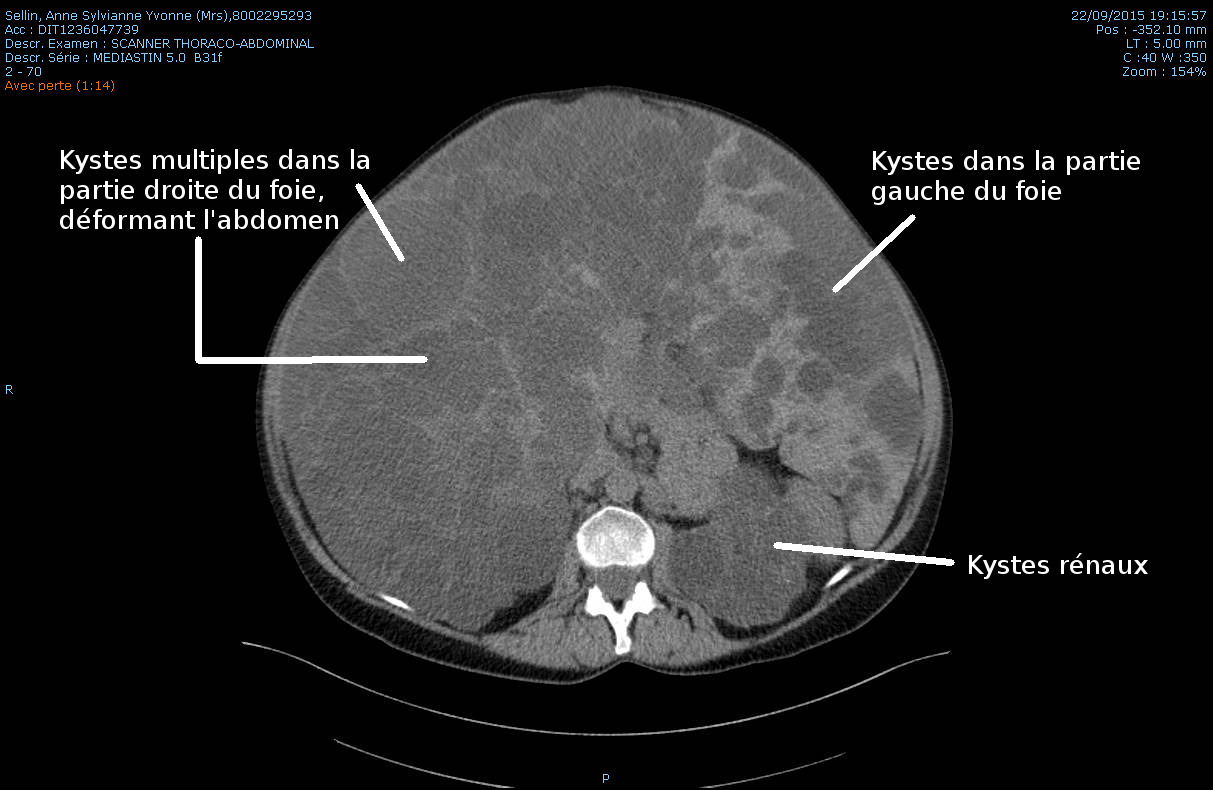 Sellin, Anne Sylvianne Yvonne (Mrs),8002295293
Acc : DIT1236047739
Descr. Examen : SCANNER THORACO-ABDOMINAL
Descr. Série : MEDIASTIN 5.0 B31f
2 - 70
Avec perte (1:14)
22/09/2015 19:15:57
Pos : -352.10 mm
LT : 5.00 mm
C :40 W :350
Zoom : 154%
Kystes multiples dans la
partie droite du foie,
déformant l'abdomen
Kystes dans la partie
gauche du foie
R
Kystes rénaux
P